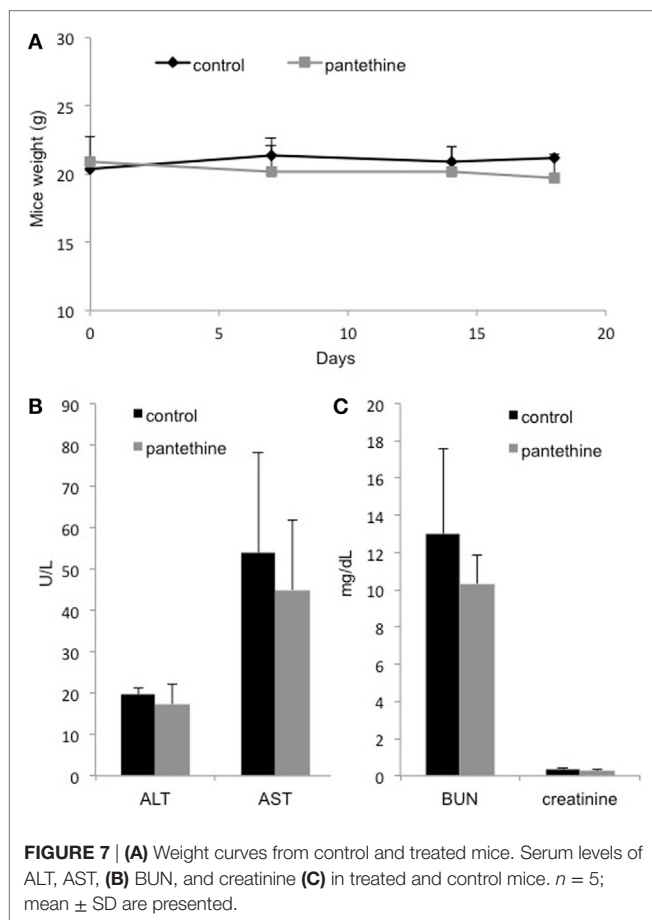 A
30
25
20
15
10
Mice weight (g)
control
pantethine
0
5
10
15
20
Days
B
90
80
70
60
50
40
30
20
10
0
U/L
control
pantethine
ALT
AST
C
20
18
16
14
12
10
8
6
4
2
0
mg/dL
control
pantethine
BUN
creatinine
FIGURE 7 | (A) Weight curves from control and treated mice. Serum levels of
ALT, AST, (B) BUN, and creatinine (C) in treated and control mice. n = 5;
mean ± SD are presented.